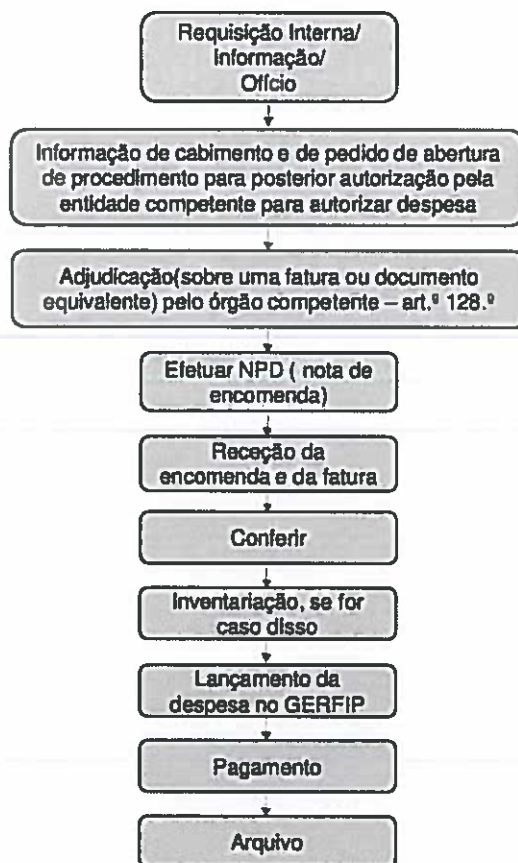 Requisição Interna/
Informação/
Ofício
Informação de cabimento e de pedido de abertura
de procedimento para posterior autorização pela
entidade competente para autorizar despesa
Adjudicação(sobre uma fatura ou documento
equivalente) pelo órgão competente – art.º 128.º
Efetuar NPD ( nota de
encomenda)
Receção da
encomenda e da fatura
Conferir
Inventariação, se for
caso disso
Lançamento da
despesa no GERFIP
Pagamento
Arquivo